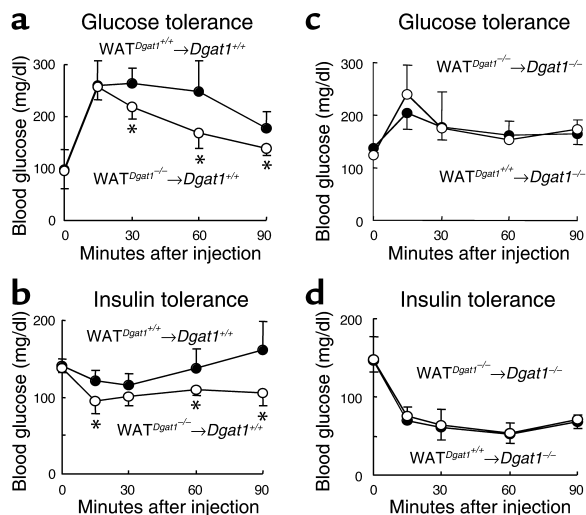 a
Glucose tolerance
WAT^Dgat1+/+→Dgat1+/+
Blood glucose (mg/dl)
300
200
100
0
*
*
*
WAT^Dgat1−/−→Dgat1+/+
0 30 60 90
Minutes after injection
c
Glucose tolerance
WAT^Dgat1−/−→Dgat1−/−
Blood glucose (mg/dl)
300
200
100
0
WAT^Dgat1+/+→Dgat1−/−
0 30 60 90
Minutes after injection
b
Insulin tolerance
WAT^Dgat1+/+→Dgat1+/+
Blood glucose (mg/dl)
200
100
0
*
*
*
WAT^Dgat1−/−→Dgat1+/+
0 30 60 90
Minutes after injection
d
Insulin tolerance
WAT^Dgat1−/−→Dgat1−/−
Blood glucose (mg/dl)
200
100
0
WAT^Dgat1+/+→Dgat1−/−
0 30 60 90
Minutes after injection